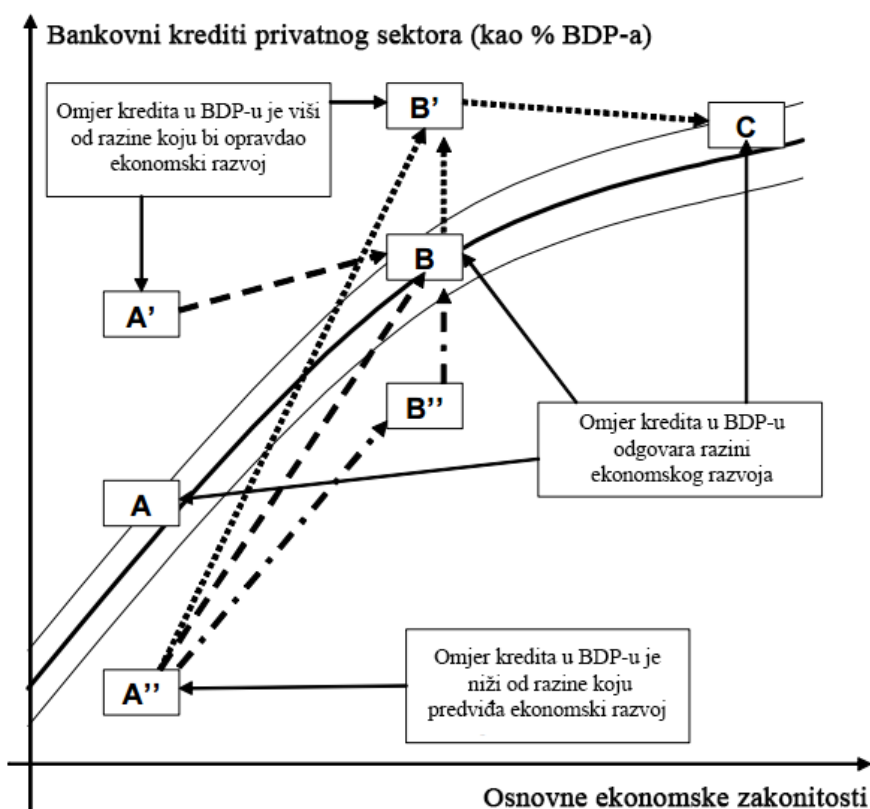 Bankovni krediti privatnog sektora (kao % BDP-a)
Omjer kredita u BDP-u je viši
od razine koju bi opravdao
ekonomski razvoj
B’
C
B
A’
B’’
Omjer kredita u BDP-u
odgovara razini
ekonomskog razvoja
A
Omjer kredita u BDP-u je
niži od razine koju
predviđa ekonomski razvoj
A’’
Osnovne ekonomske zakonitosti